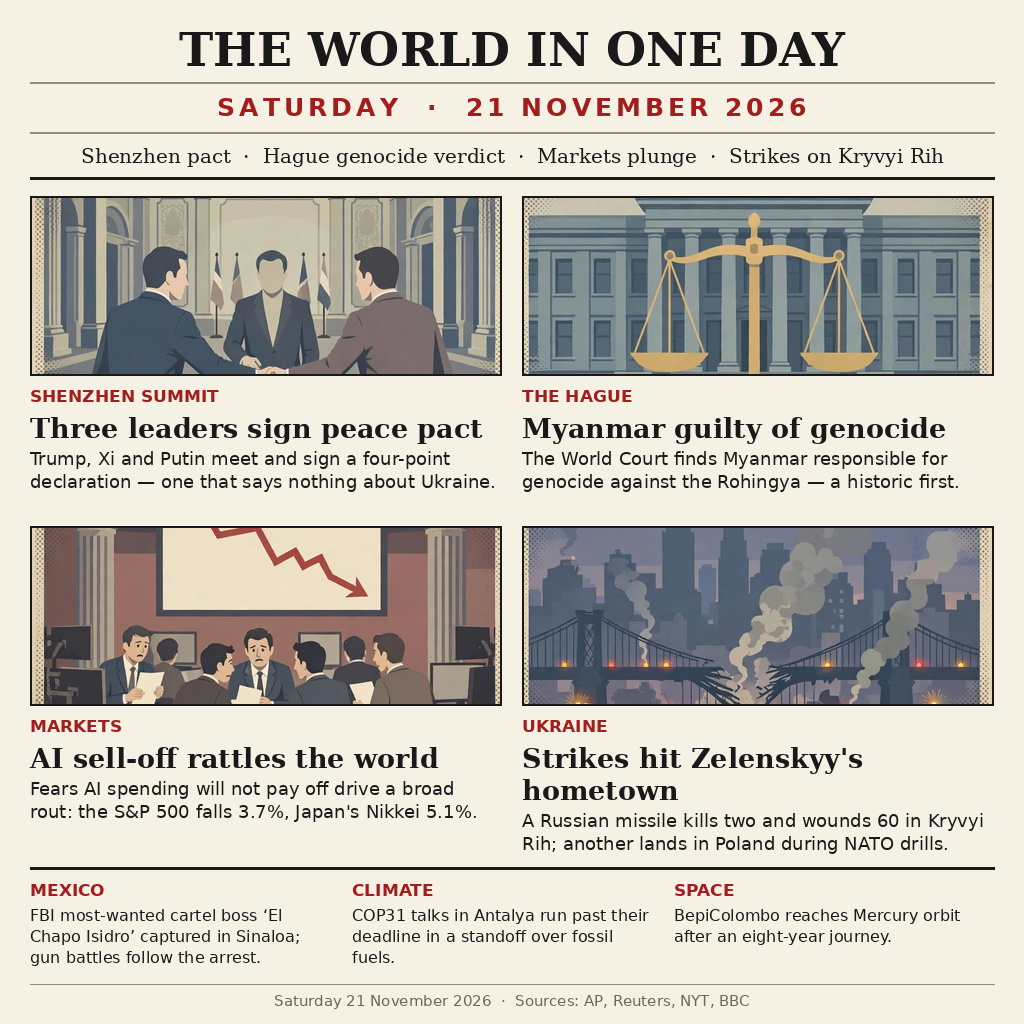 THE WORLD IN ONE DAY
SATURDAY · 21 NOVEMBER 2026
Shenzhen pact · Hague genocide verdict · Markets plunge · Strikes on Kryvyi Rih
SHENZHEN SUMMIT
Three leaders sign peace pact
Trump, Xi and Putin meet and sign a four-point
declaration — one that says nothing about Ukraine.
THE HAGUE
Myanmar guilty of genocide
The World Court finds Myanmar responsible for
genocide against the Rohingya — a historic first.
MARKETS
AI sell-off rattles the world
Fears AI spending will not pay off drive a broad
rout: the S&P 500 falls 3.7%, Japan's Nikkei 5.1%.
UKRAINE
Strikes hit Zelenskyy's
hometown
A Russian missile kills two and wounds 60 in Kryvyi
Rih; another lands in Poland during NATO drills.
MEXICO
FBI most-wanted cartel boss ‘El
Chapo Isidro’ captured in Sinaloa;
gun battles follow the arrest.
CLIMATE
COP31 talks in Antalya run past their
deadline in a standoff over fossil
fuels.
SPACE
BepiColombo reaches Mercury orbit
after an eight-year journey.
Saturday 21 November 2026 · Sources: AP, Reuters, NYT, BBC